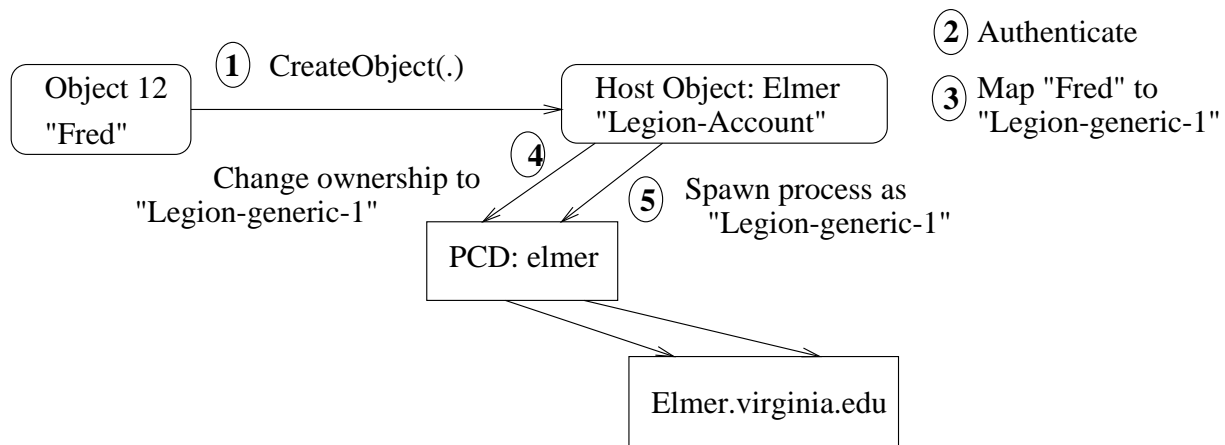 2 Authenticate
1 CreateObject(.)
Object 12
"Fred"
Host Object: Elmer
"Legion-Account"
3 Map "Fred" to
"Legion-generic-1"
4
Change ownership to
"Legion-generic-1"
5 Spawn process as
"Legion-generic-1"
PCD: elmer
Elmer.virginia.edu